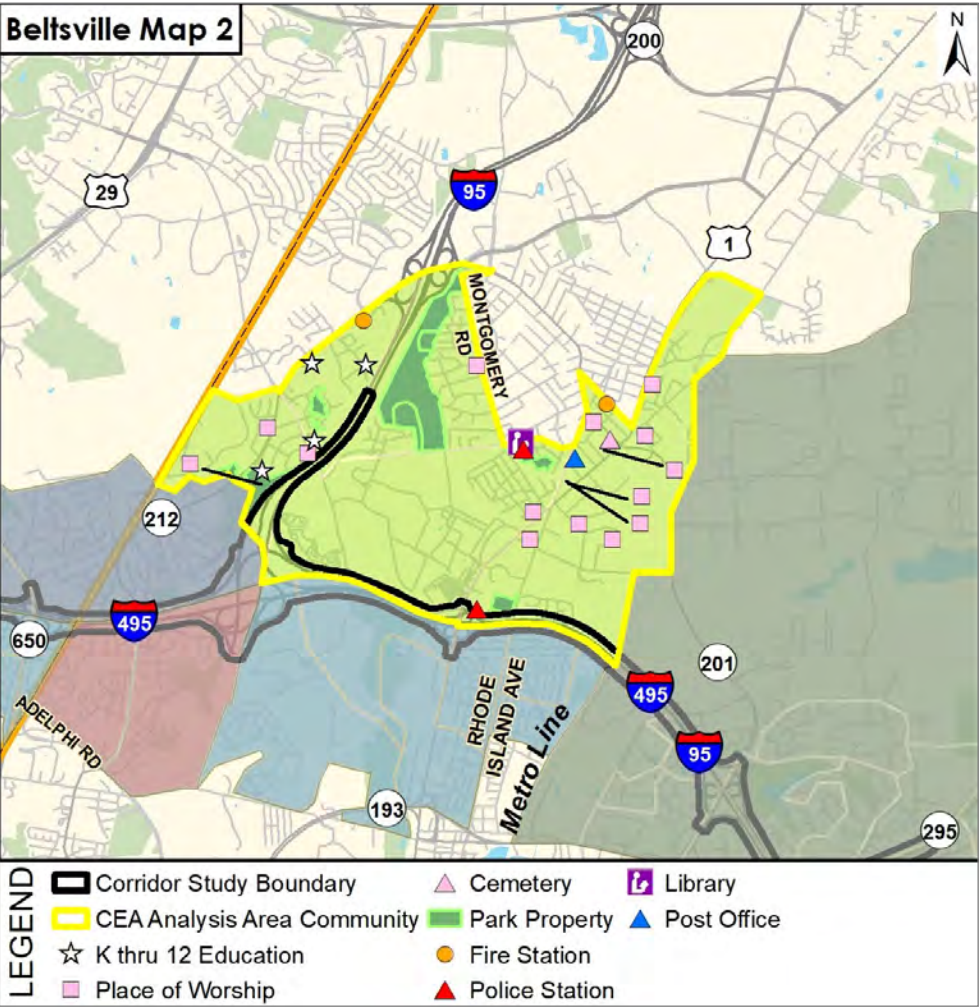 Beltsville Map 2
N
200
29
95
1
MONTGOMERY
RD
212
495
650
201
RHODE
ISLAND AVE
Metro Line
495
ADELPHI RD
95
193
295
LEGEND
Corridor Study Boundary
CEA Analysis Area Community
K thru 12 Education
Place of Worship
Cemetery
Park Property
Fire Station
Police Station
Library
Post Office